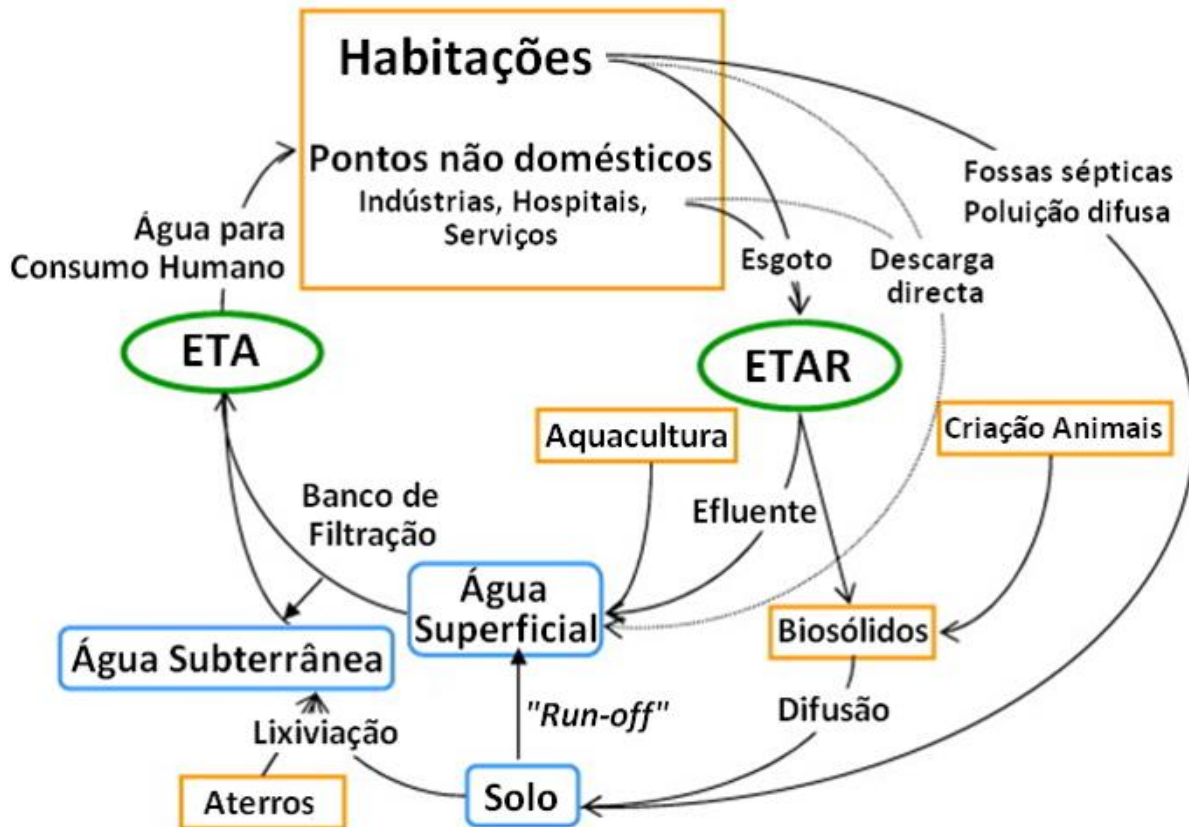 Habitações
Pontos não domésticos
Indústrias, Hospitais,
Serviços
Fossas sépticas
Poluição difusa
Água para
Consumo Humano
Esgoto
Descarga
directa
ETA
ETAR
Aquacultura
Criação Animais
Banco de
Filtração
Efluente
Água
Superficial
Biosólidos
Água Subterrânea
"Run-off"
Difusão
Lixiviação
Aterros
Solo